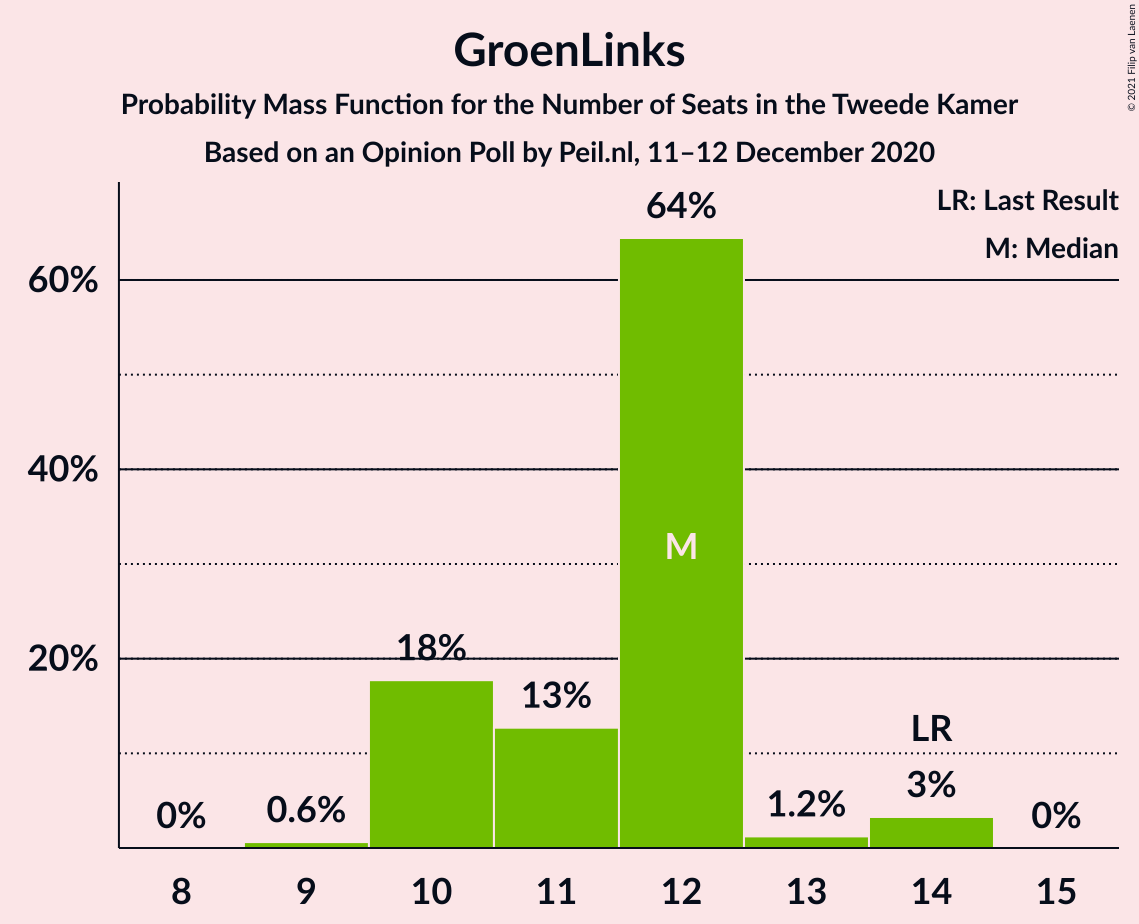 GroenLinks
Probability Mass Function for the Number of Seats in the Tweede Kamer
Based on an Opinion Poll by Peil.nl, 11–12 December 2020
© 2021 Filip van Laenen
LR: Last Result
M: Median
64%
60%
40%
M
18%
20%
13%
LR
3%
0%
0.6%
1.2%
0%
8 9 10 11 12 13 14 15